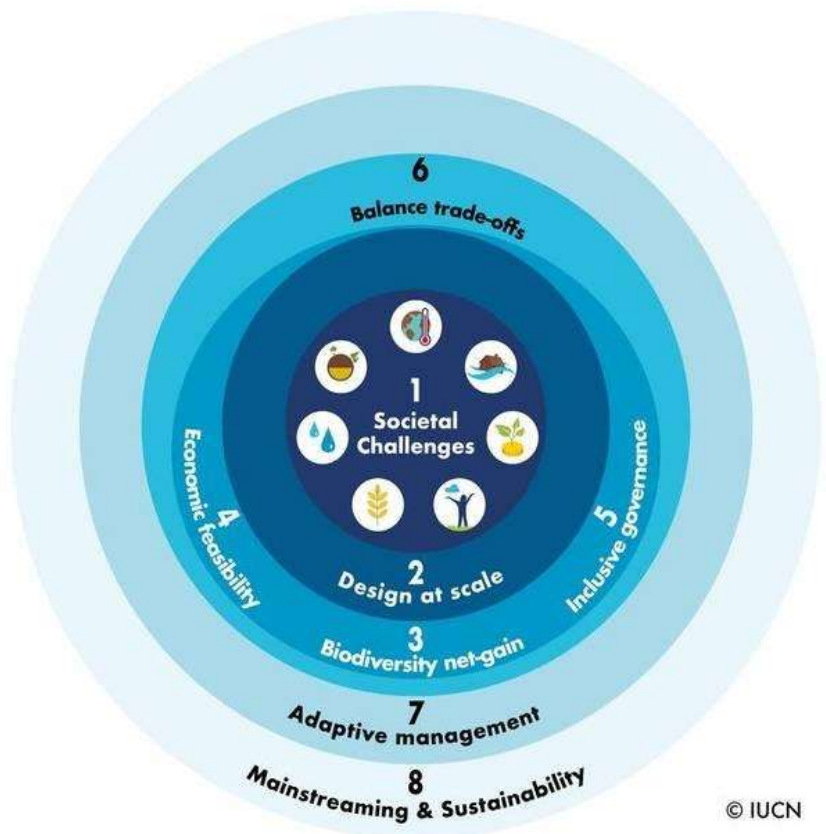 6
Balance trade-offs
1
Societal
Challenges
4
Economic feasibility
5
Inclusive governance
2
Design at scale
3
Biodiversity net-gain
7
Adaptive management
8
Mainstreaming & Sustainability
© IUCN